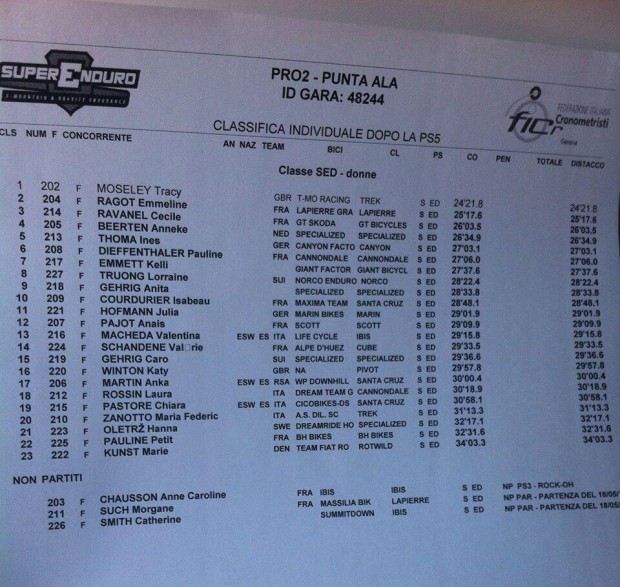 SUPERENDURO
PRO2 - PUNTA ALA
ID GARA: 48244
FEDERAZIONE ITALIANA
Cronometristi
FICr
Genova
CLASSIFICA INDIVIDUALE DOPO LA PS5
CLS NUM F CONCORRENTE AN NAZ TEAM BICI CL PS CO PEN TOTALE DISTACCO
Classe SED - donne
1 202 F MOSELEY Tracy GBR T-MO RACING TREK S ED 24'21.8 24'21.8
2 204 F RAGOT Emmeline FRA LAPIERRE GRA LAPIERRE S ED 25'17.6 25'17.6
3 214 F RAVANEL Cecile FRA GT SKODA GT BICYCLES S ED 26'03.5 26'03.5
4 205 F BEERTEN Anneke NED SPECIALIZED SPECIALIZED S ED 26'34.9 26'34.9
5 213 F THOMA Ines GER CANYON FACTO CANYON S ED 27'03.1 27'03.1
6 208 F DIEFFENTHALER Pauline FRA CANNONDALE CANNONDALE S ED 27'06.0 27'06.0
7 217 F EMMETT Kelli GIANT FACTOR GIANT BICYCL S ED 27'37.6 27'37.6
8 227 F TRUONG Lorraine SUI NORCO ENDURO NORCO S ED 28'22.4 28'22.4
9 218 F GEHRIG Anita SPECIALIZED SPECIALIZED S ED 28'33.8 28'33.8
10 209 F COURDURIER Isabeau FRA MAXIMA TEAM SANTA CRUZ S ED 28'48.1 28'48.1
11 221 F HOFMANN Julia GER MARIN BIKES MARIN S ED 29'01.9 29'01.9
12 207 F PAJOT Anais FRA SCOTT SCOTT S ED 29'09.9 29'09.9
13 216 F MACHEDA Valentina ESW ES ITA LIFE CYCLE IBIS S ED 29'15.8 29'15.8
14 224 F SCHANDENE Val□rie FRA ALPE D'HUEZ CUBE S ED 29'33.5 29'33.5
15 219 F GEHRIG Caro SUI SPECIALIZED SPECIALIZED S ED 29'36.6 29'36.6
16 220 F WINTON Katy GBR NA PIVOT S ED 29'57.8 29'57.8
17 206 F MARTIN Anka ESW ES RSA WP DOWNHILL SANTA CRUZ S ED 30'00.4 30'00.4
18 212 F ROSSIN Laura ITA DREAM TEAM G CANNONDALE S ED 30'18.9 30'18.9
19 215 F PASTORE Chiara ESW ES ITA CICOBIKES-DS SANTA CRUZ S ED 30'58.1 30'58.1
20 210 F ZANOTTO Maria Federic ITA A.S. DIL. SC TREK S ED 31'13.3 31'13.3
21 223 F OLETRŽ Hanna SWE DREAMRIDE HO SPECIALIZED S ED 32'17.1 32'17.1
22 225 F PAULINE Petit FRA BH BIKES BH BIKES S ED 32'31.6 32'31.6
23 222 F KUNST Marie DEN TEAM FIAT RO ROTWILD S ED 34'03.3 34'03.3
NON PARTITI
203 F CHAUSSON Anne Caroline FRA IBIS IBIS S ED NP PS3 - ROCK-OH
211 F SUCH Morgane FRA MASSILIA BIK LAPIERRE S ED NP PAR - PARTENZA DEL 18/05/
226 F SMITH Catherine SUMMITDOWN IBIS S ED NP PAR - PARTENZA DEL 18/05/